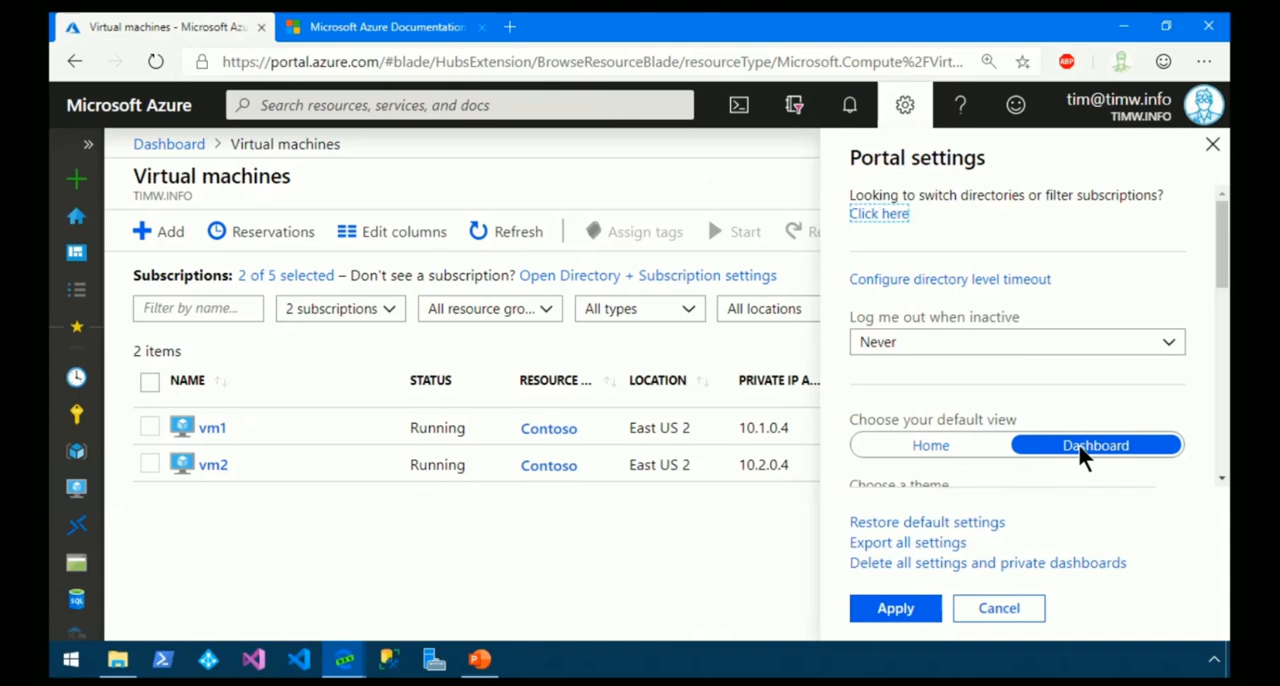 Virtual machines - Microsoft Azu
Microsoft Azure Documentation
https://portal.azure.com/#blade/HubsExtension/BrowseResourceBlade/resourceType/Microsoft.Compute%2FVirt...
ABP
Microsoft Azure
Search resources, services, and docs
tim@timw.info
TIMW.INFO
Dashboard > Virtual machines
Virtual machines
TIMW.INFO
Add
Reservations
Edit columns
Refresh
Assign tags
Start
Re
Subscriptions: 2 of 5 selected – Don't see a subscription? Open Directory + Subscription settings
Filter by name...
2 subscriptions
All resource gro...
All types
All locations
2 items
NAME STATUS RESOURCE ... LOCATION PRIVATE IP A...
vm1 Running Contoso East US 2 10.1.0.4
vm2 Running Contoso East US 2 10.2.0.4
Portal settings
Looking to switch directories or filter subscriptions?
Click here
Configure directory level timeout
Log me out when inactive
Never
Choose your default view
Home
Dashboard
Choose a theme
Restore default settings
Export all settings
Delete all settings and private dashboards
Apply
Cancel
SQL